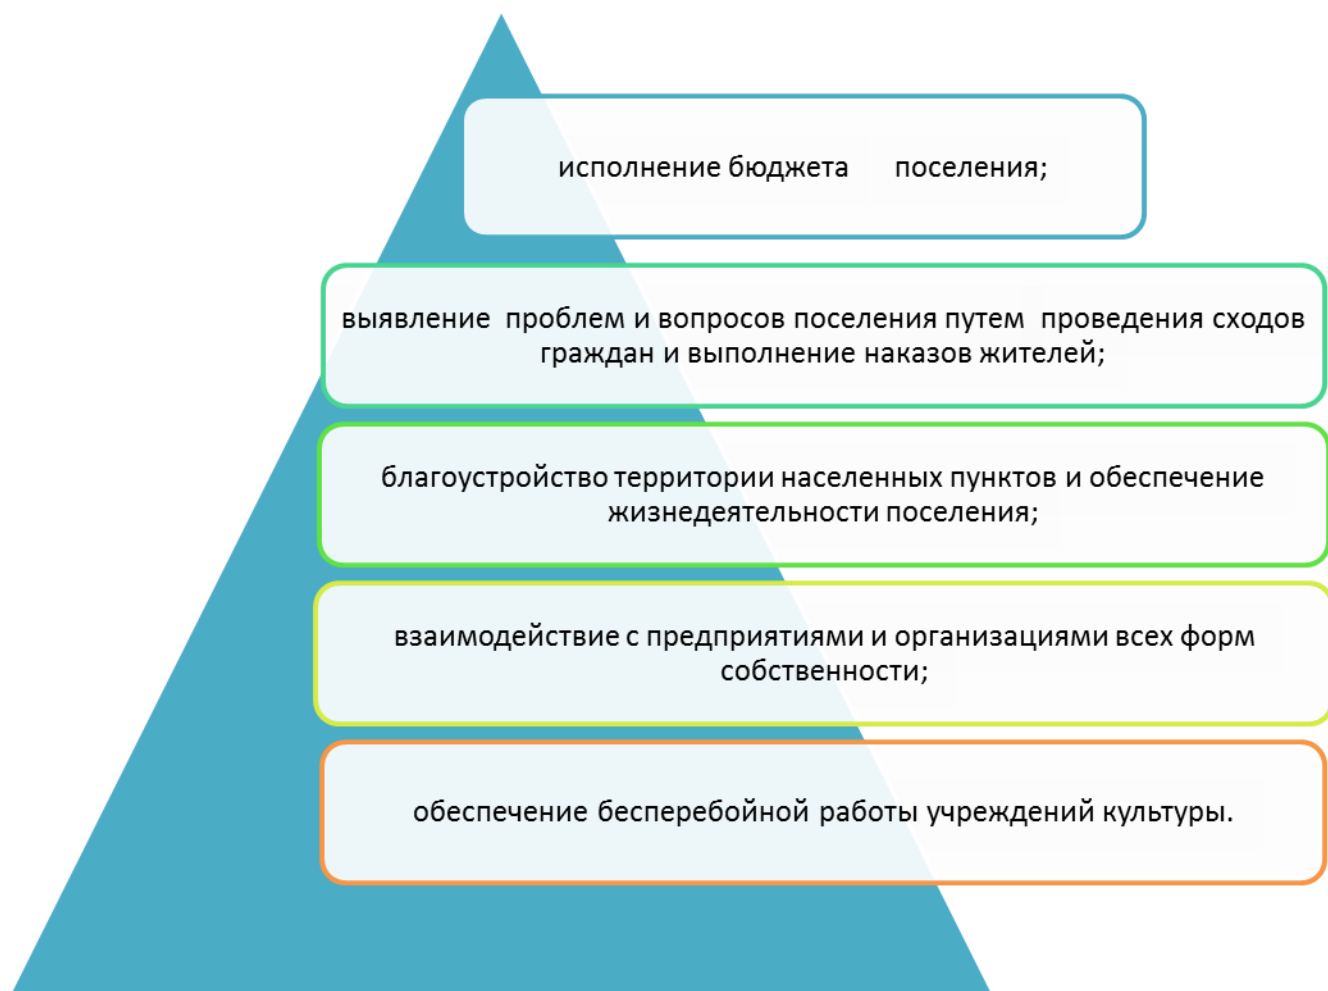 исполнение бюджета поселения;
выявление проблем и вопросов поселения путем проведения сходов
граждан и выполнение наказов жителей;
благоустройство территории населенных пунктов и обеспечение
жизнедеятельности поселения;
взаимодействие с предприятиями и организациями всех форм
собственности;
обеспечение бесперебойной работы учреждений культуры.